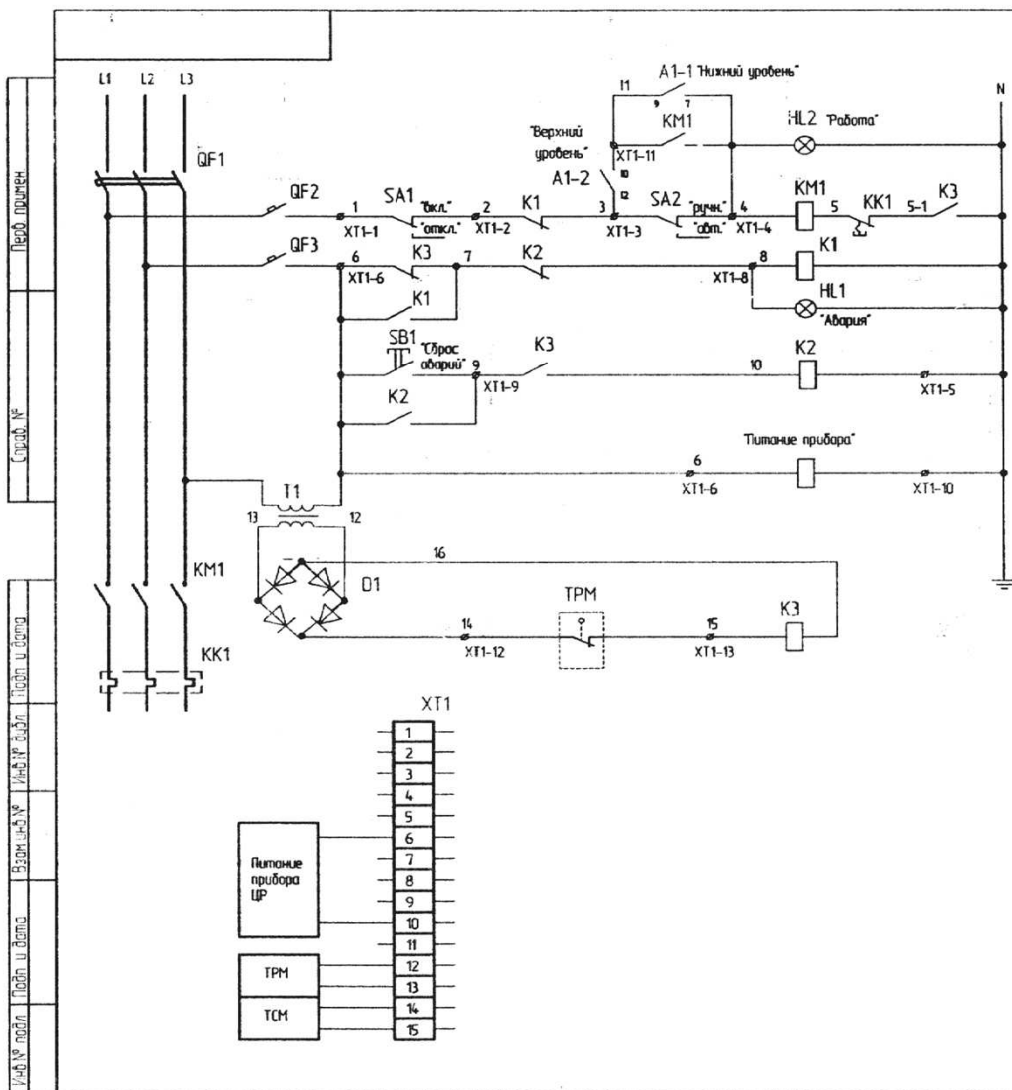 L1 L2 L3
N
QF1
11
A1-1 "Нижний уровень"
9 7
KM1
HL2 "Работа"
"Верхний
уровень"
XT1-11
10
A1-2
12
QF2
1
XT1-1
SA1 "вкл."
"откл."
2
XT1-2
K1
3
XT1-3
SA2 "ручн."
"авт."
4
XT1-4
KM1
5
KK1
5-1
K3
QF3
6
XT1-6
K3
7
K2
8
XT1-8
K1
K1
HL1
"Авария"
SB1
"Сброс
аварий"
9
XT1-9
K3
10
K2
XT1-5
K2
"Питание прибора"
6
XT1-6
XT1-10
T1
13 12
16
D1
KM1
14
XT1-12
TPM
15
XT1-13
K3
KK1
XT1
1
2
3
4
5
6
7
8
9
10
11
12
13
14
15
Питание
прибора
ЦР
ТРМ
ТСМ
Перв. примен.
Справ. №
Подп. и дата
Инв № дубл.
Взам.инв №
Подп. и дата
Инв № подл.